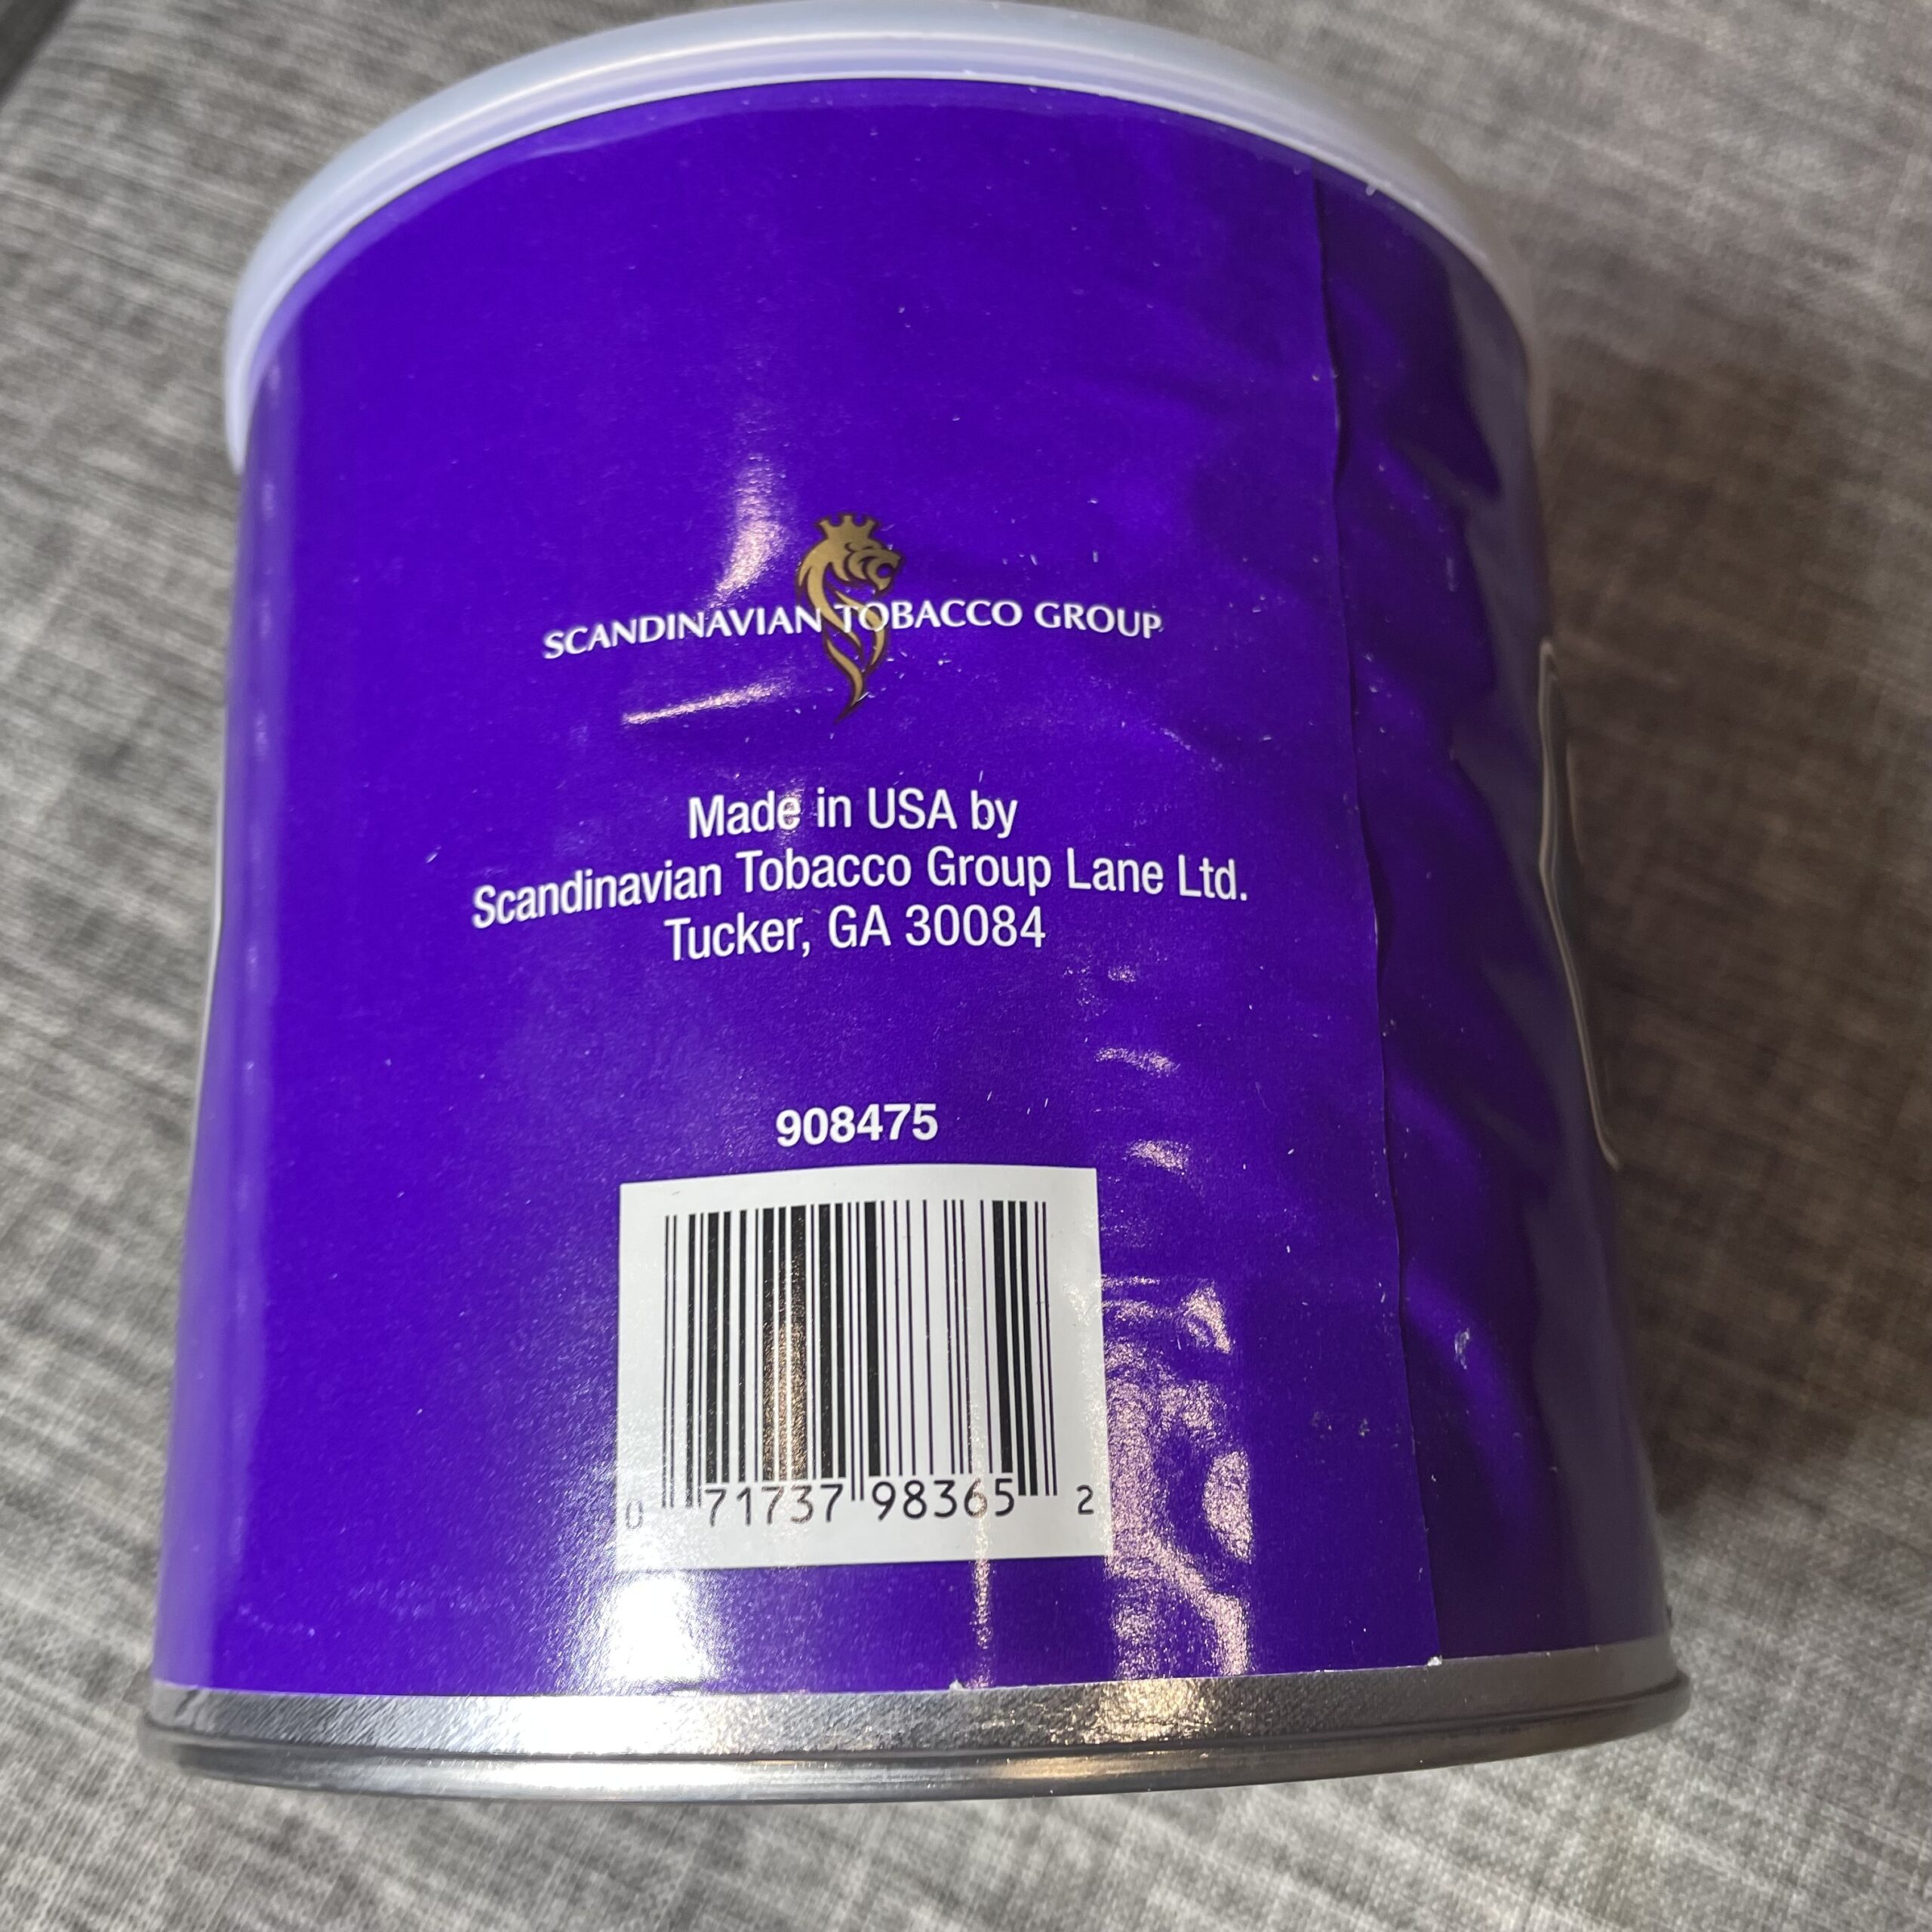 SCANDINAVIAN TOBACCO GROUP
Made in USA by
Scandinavian Tobacco Group Lane Ltd.
Tucker, GA 30084
908475
0 71737 98365 2